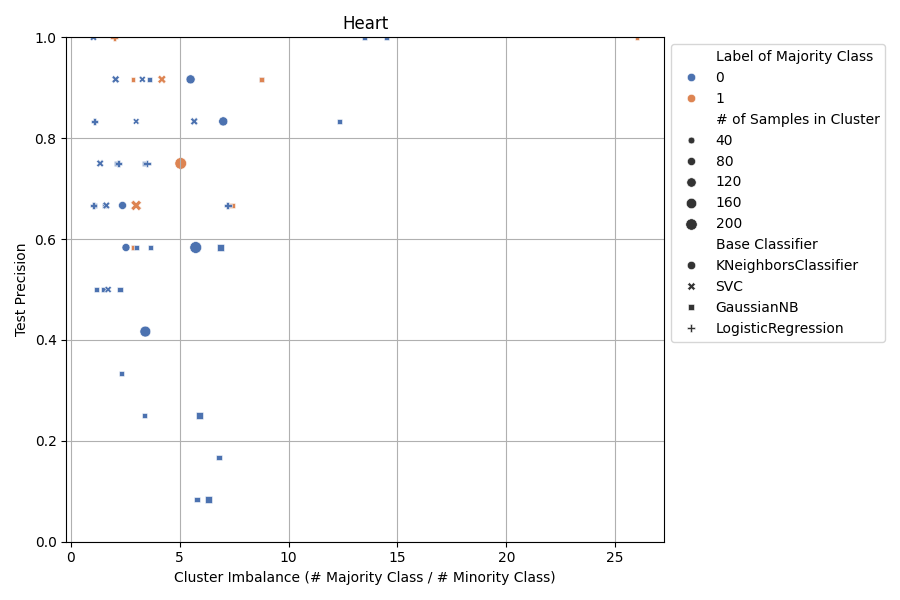 Heart
1.0
0.8
0.6
0.4
0.2
0.0
Test Precision
0
5
10
15
20
25
Cluster Imbalance (# Majority Class / # Minority Class)
Label of Majority Class
0
1
# of Samples in Cluster
40
80
120
160
200
Base Classifier
KNeighborsClassifier
SVC
GaussianNB
LogisticRegression